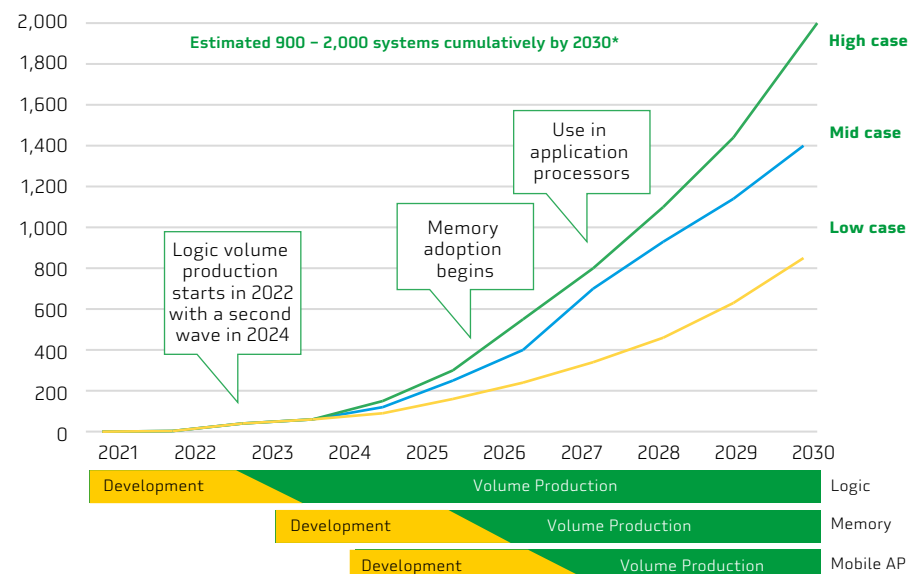 2,000
Estimated 900 – 2,000 systems cumulatively by 2030*
High case
1,800
1,600
1,400
Mid case
Use in
application
processors
1,200
1,000
Low case
Memory
adoption
begins
Logic volume
production
starts in 2022
with a second
wave in 2024
800
600
400
200
0
2021 2022 2023 2024 2025 2026 2027 2028 2029 2030
Development Volume Production Logic
Development Volume Production Memory
Development Volume Production Mobile AP